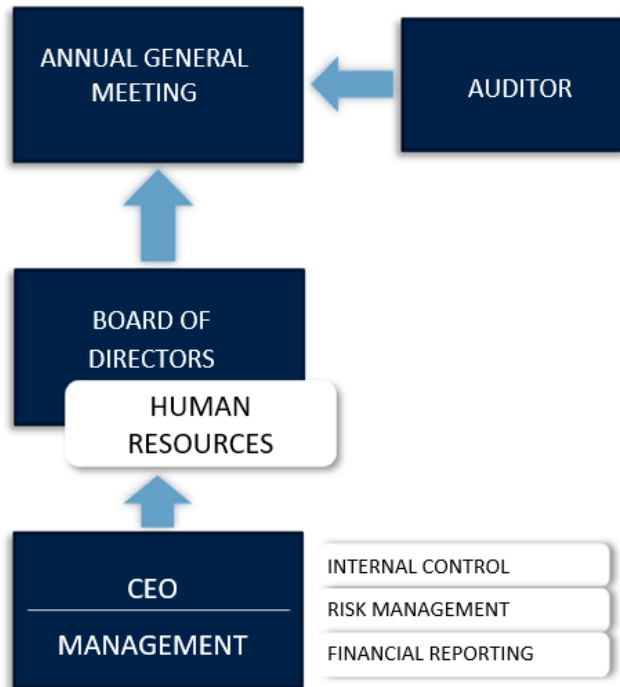 ANNUAL GENERAL
MEETING
AUDITOR
BOARD OF
DIRECTORS
HUMAN
RESOURCES
CEO
MANAGEMENT
INTERNAL CONTROL
RISK MANAGEMENT
FINANCIAL REPORTING